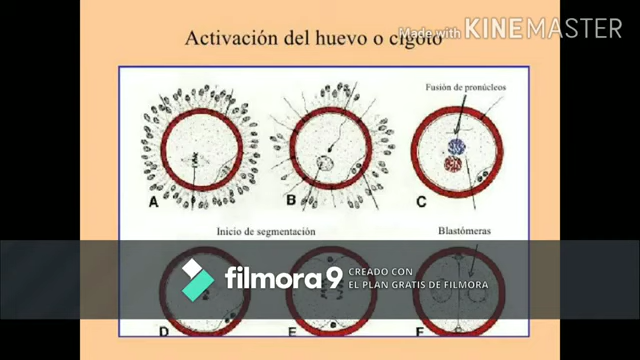 Made with KINEMASTER
Activación del huevo o cigoto
Fusión de pronúcleos
A
B
C
Inicio de segmentación
Blastómeras
filmora9
CREADO CON
EL PLAN GRATIS DE FILMORA
D
E
F